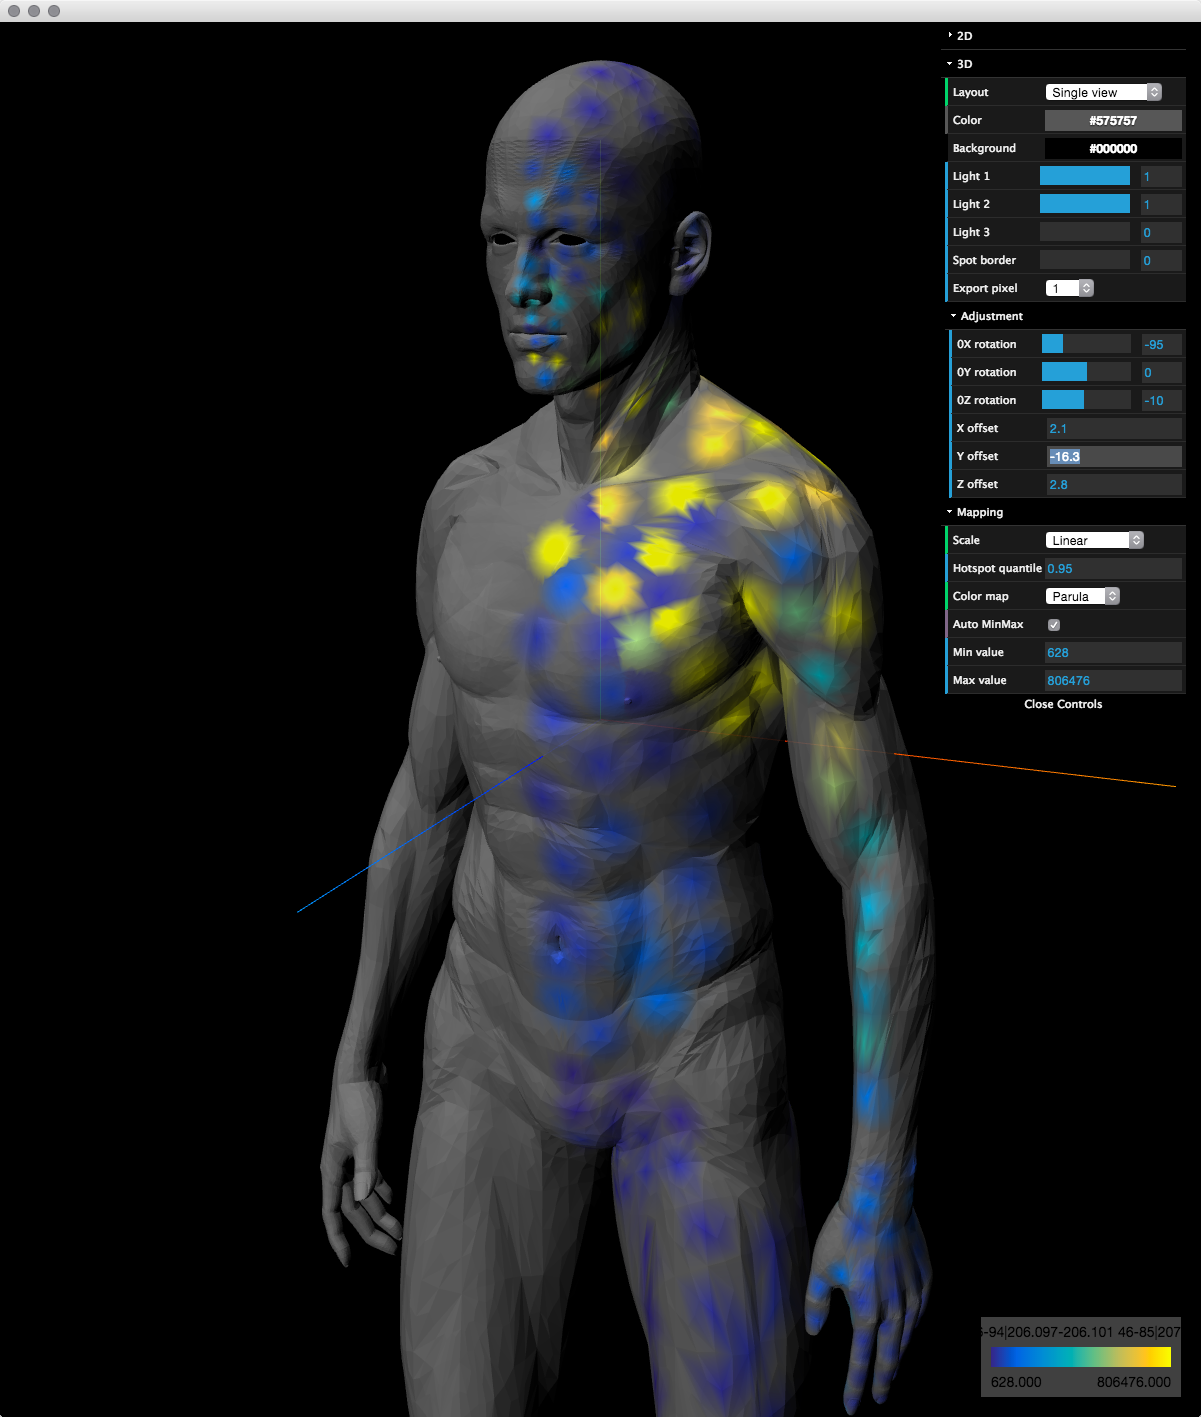 2D
3D
Layout Single view
Color #575757
Background #000000
Light 1 1
Light 2 1
Light 3 0
Spot border 0
Export pixel 1
Adjustment
0X rotation -95
0Y rotation 0
0Z rotation -10
X offset 2.1
Y offset -16.3
Z offset 2.8
Mapping
Scale Linear
Hotspot quantile 0.95
Color map Parula
Auto MinMax
Min value 628
Max value 806476
Close Controls
-94|206.097-206.101 46-85|207
628.000 806476.000